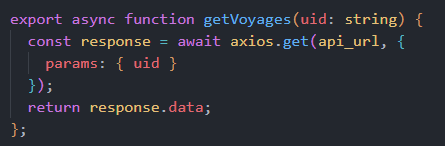 export async function getVoyages(uid: string) {
  const response = await axios.get(api_url, {
    params: { uid }
  });
  return response.data;
};